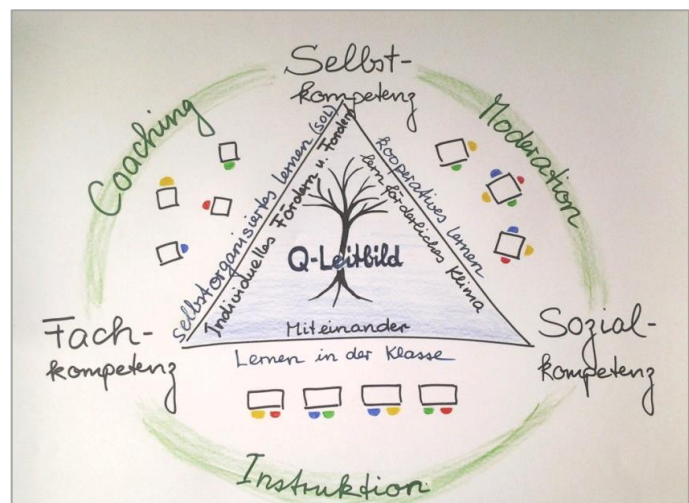 Selbst-
kompetenz
Coaching
Moderation
Selbstorganisiertes Lernen (SOL)
Individuelles Fördern u. Fordern
kooperatives Lernen
lernförderliches Klima
Q-Leitbild
Miteinander
Lernen in der Klasse
Fach-
kompetenz
Sozial-
kompetenz
Instruktion